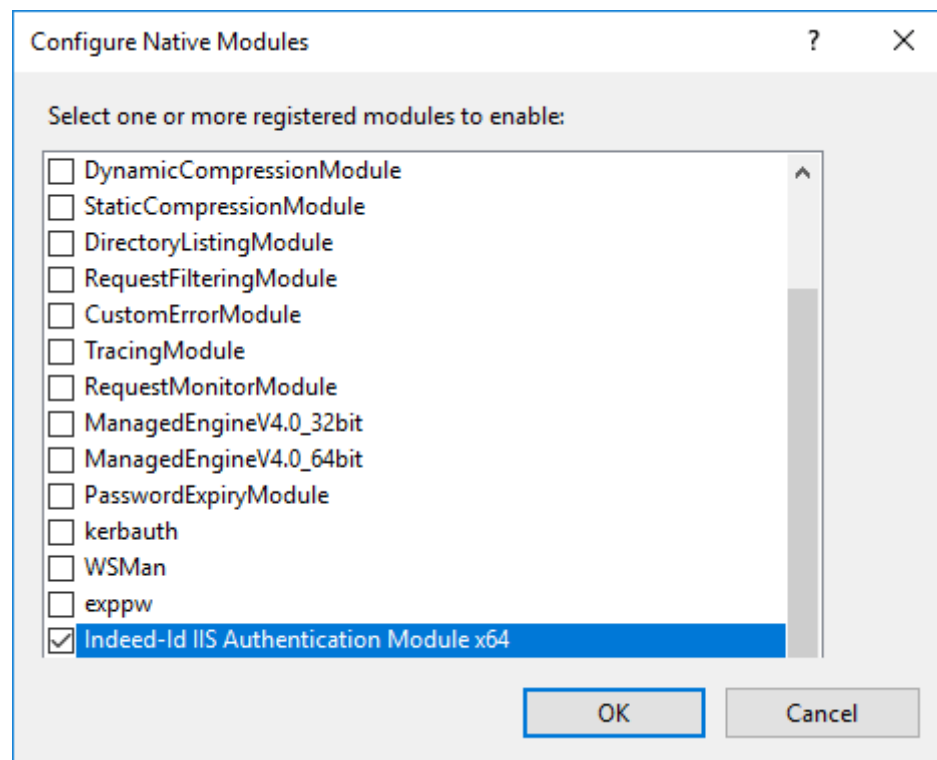 Configure Native Modules
Select one or more registered modules to enable:
DynamicCompressionModule
StaticCompressionModule
DirectoryListingModule
RequestFilteringModule
CustomErrorModule
TracingModule
RequestMonitorModule
ManagedEngineV4.0_32bit
ManagedEngineV4.0_64bit
PasswordExpiryModule
kerbauth
WSMan
exppw
Indeed-Id IIS Authentication Module x64
OK Cancel